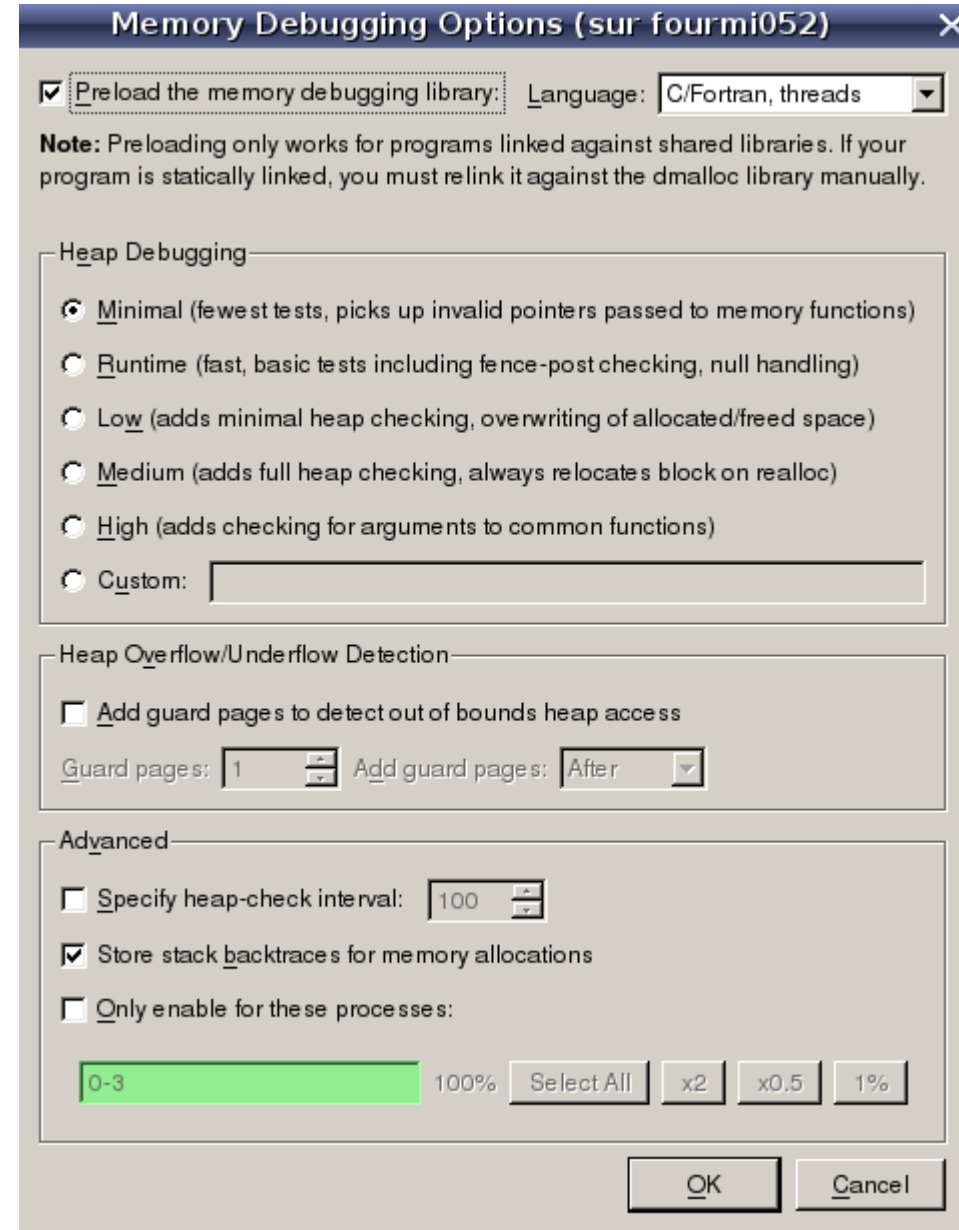 Memory Debugging Options (sur fourmi052)
Preload the memory debugging library: Language: C/Fortran, threads
Note: Preloading only works for programs linked against shared libraries. If your
program is statically linked, you must relink it against the dmalloc library manually.
Heap Debugging
Minimal (fewest tests, picks up invalid pointers passed to memory functions)
Runtime (fast, basic tests including fence-post checking, null handling)
Low (adds minimal heap checking, overwriting of allocated/freed space)
Medium (adds full heap checking, always relocates block on realloc)
High (adds checking for arguments to common functions)
Custom:
Heap Overflow/Underflow Detection
Add guard pages to detect out of bounds heap access
Guard pages: 1 Add guard pages: After
Advanced
Specify heap-check interval: 100
Store stack backtraces for memory allocations
Only enable for these processes:
0-3 100% Select All x2 x0.5 1%
OK Cancel